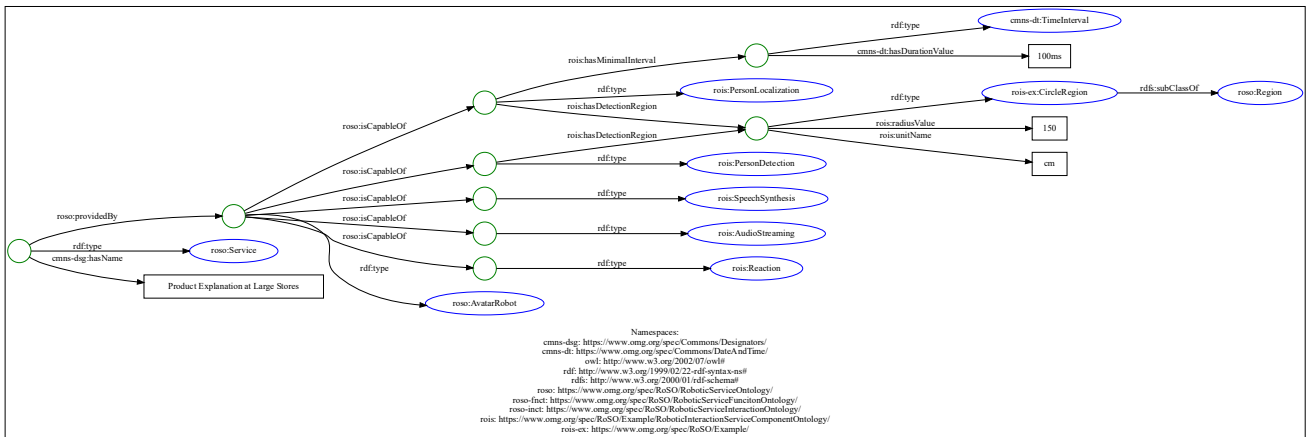 rdf:type
cmns-dt:TimeInterval
cmns-dt:hasDurationValue
100ms
rois:hasMinimalInterval
rdf:type
rois:PersonLocalization
rois:hasDetectionRegion
rdf:type
rois-ex:CircleRegion
rdfs:subClassOf
roso:Region
roso:isCapableOf
rois:hasDetectionRegion
rois:radiusValue
150
rois:unitName
cm
roso:isCapableOf
rdf:type
rois:PersonDetection
roso:isCapableOf
rdf:type
rois:SpeechSynthesis
roso:providedBy
roso:isCapableOf
rdf:type
rois:AudioStreaming
roso:isCapableOf
rdf:type
roso:Service
cmns-dsg:hasName
rdf:type
rois:Reaction
rdf:type
Product Explanation at Large Stores
roso:AvatarRobot
Namespaces:
cmns-dsg: https://www.omg.org/spec/Commons/Designators/
cmns-dt: https://www.omg.org/spec/Commons/DateAndTime/
owl: http://www.w3.org/2002/07/owl#
rdf: http://www.w3.org/1999/02/22-rdf-syntax-ns#
rdfs: http://www.w3.org/2000/01/rdf-schema#
roso: https://www.omg.org/spec/RoSO/RoboticServiceOntology/
roso-fnct: https://www.omg.org/spec/RoSO/RoboticServiceFuncitonOntology/
roso-inct: https://www.omg.org/spec/RoSO/RoboticServiceInteractionOntology/
rois: https://www.omg.org/spec/RoSO/Example/RoboticInteractionServiceComponentOntology/
rois-ex: https://www.omg.org/spec/RoSO/Example/